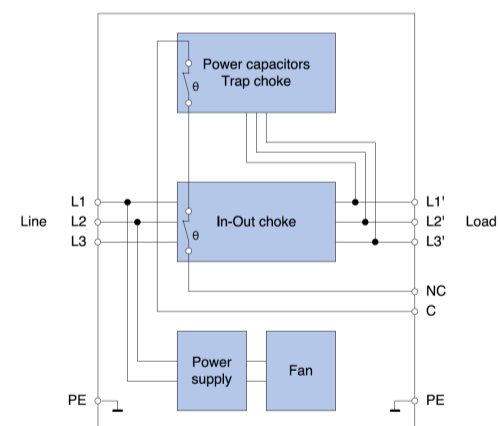 Power capacitors
Trap choke
θ
L1
L1'
Line
L2
In-Out choke
L2'
Load
θ
L3
L3'
NC
C
Power
supply
Fan
PE
PE